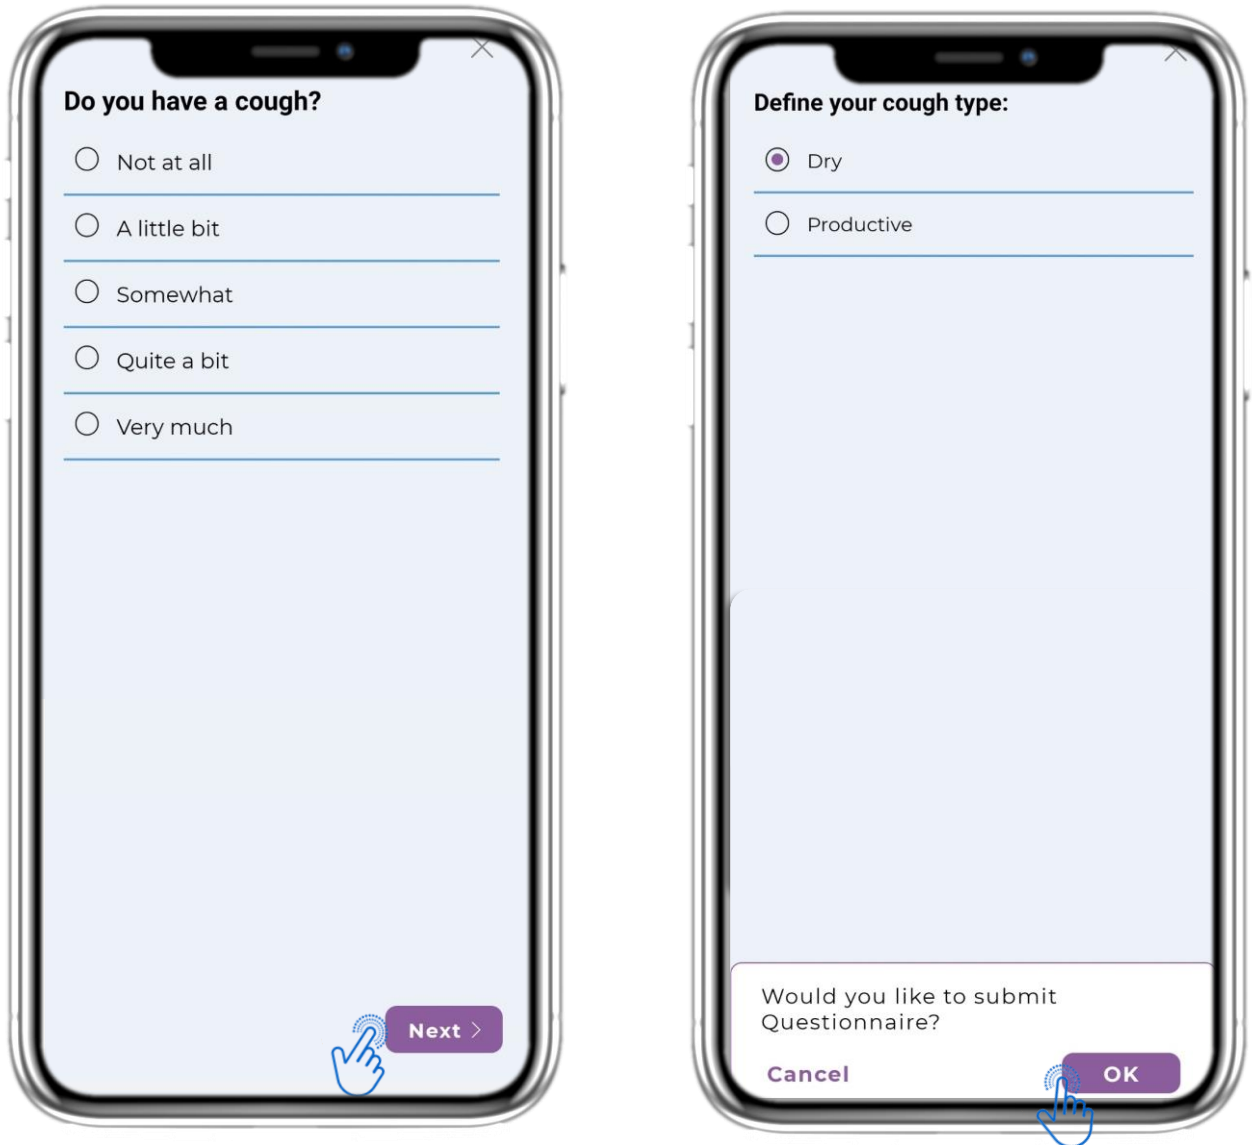 Do you have a cough?
Not at all
A little bit
Somewhat
Quite a bit
Very much
Next
Define your cough type:
Dry
Productive
Would you like to submit
Questionnaire?
Cancel
OK